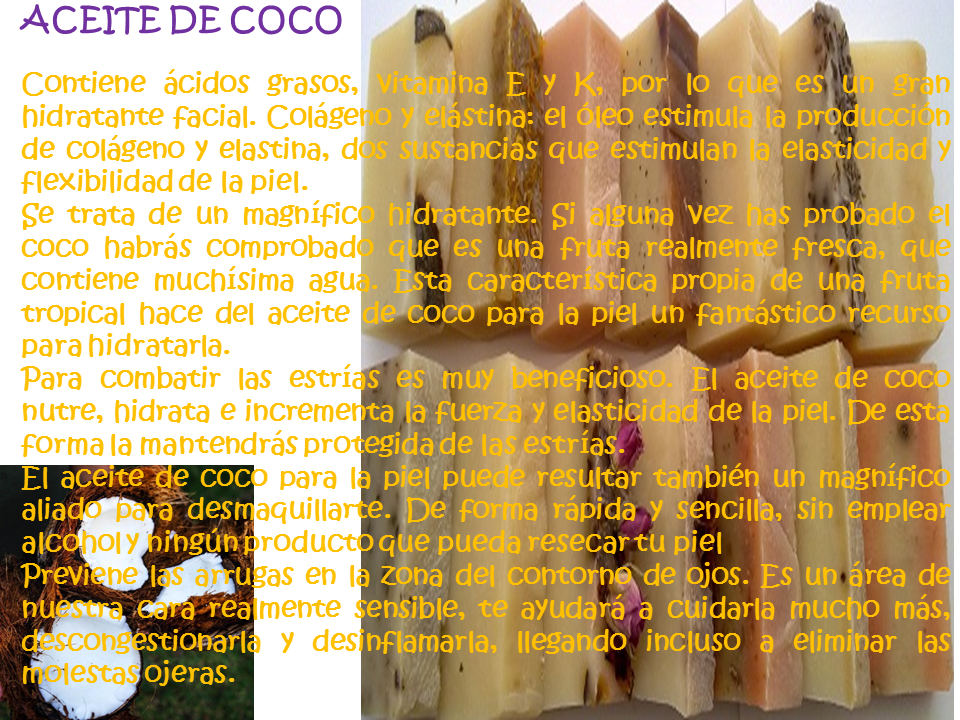 ACEITE DE COCO
Contiene ácidos grasos, vitamina E y K, por lo que es un gran
hidratante facial. Colágeno y elástina: el óleo estimula la producción
de colágeno y elastina, dos sustancias que estimulan la elasticidad y
flexibilidad de la piel.
Se trata de un magnífico hidratante. Si alguna vez has probado el
coco habrás comprobado que es una fruta realmente fresca, que
contiene muchísima agua. Esta característica propia de una fruta
tropical hace del aceite de coco para la piel un fantástico recurso
para hidratarla.
Para combatir las estrías es muy beneficioso. El aceite de coco
nutre, hidrata e incrementa la fuerza y elasticidad de la piel. De esta
forma la mantendrás protegida de las estrías.
El aceite de coco para la piel puede resultar también un magnífico
aliado para desmaquillarte. De forma rápida y sencilla, sin emplear
alcohol y ningún producto que pueda resecar tu piel
Previene las arrugas en la zona del contorno de ojos. Es un área de
nuestra cara realmente sensible, te ayudará a cuidarla mucho más,
descongestionarla y desinflamarla, llegando incluso a eliminar las
molestas ojeras.